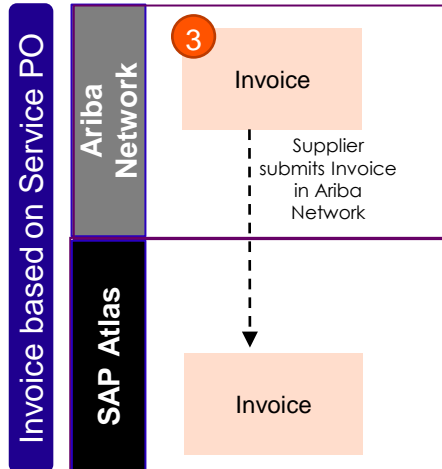 Invoice based on Service PO
Ariba
Network
3
Invoice
Supplier
submits Invoice
in Ariba
Network
SAP Atlas
Invoice